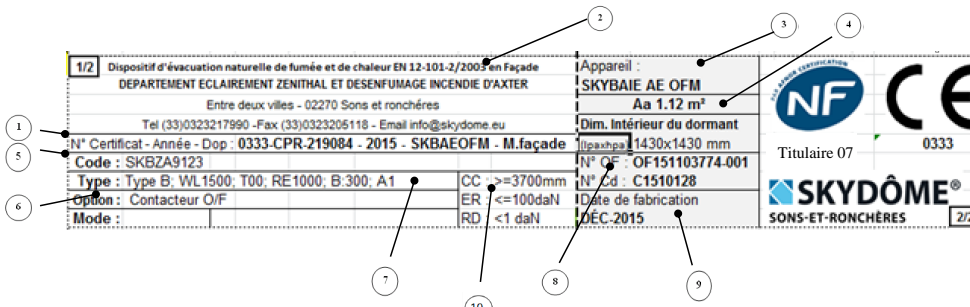 2
3
4
1/2 Dispositif d'évacuation naturelle de fumée et de chaleur EN 12-101-2/2003 en Façade
DEPARTEMENT ECLAIREMENT ZENITHAL ET DESENFUMAGE INCENDIE D'AXTER
Entre deux villes - 02270 Sons et ronchéres
Tel (33)0323217990 -Fax (33)0323205118 - Email info@skydome.eu
N° Certificat - Année - Dop : 0333-CPR-219084 - 2015 - SKBAEOFM - M.façade
Code : SKBZA9123
Type : Type B; WL1500; T00; RE1000; B:300; A1
CC : >=3700mm
Option : Contacteur O/F
ER : <=100daN
Mode :
RD <1 daN
Appareil :
SKYBAIE AE OFM
Aa 1.12 m²
Dim. Intérieur du dormant
(lpaxhpa) 1430x1430 mm
N° OF : OF151103774-001
N° Cd : C1510128
Date de fabrication
DÉC-2015
NF
CERTIFICATION
CE
Titulaire 07
0333
SKYDÔME®
SONS-ET-RONCHÈRES
2/2
1
5
6
7
10
8
9